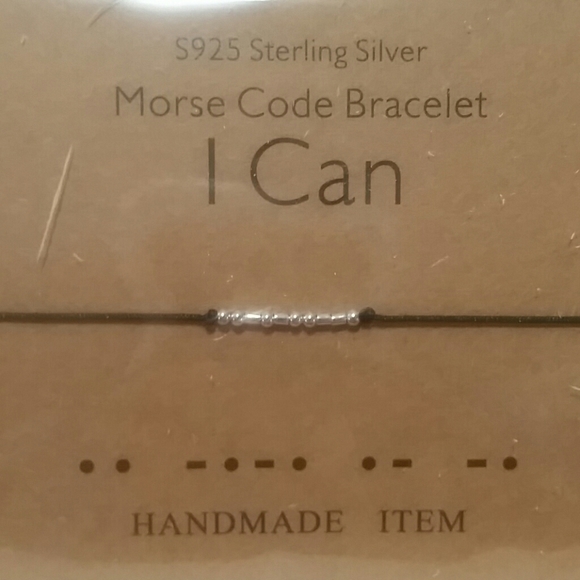 S925 Sterling Silver
Morse Code Bracelet
I Can
•• −•−• •− −•
HANDMADE ITEM